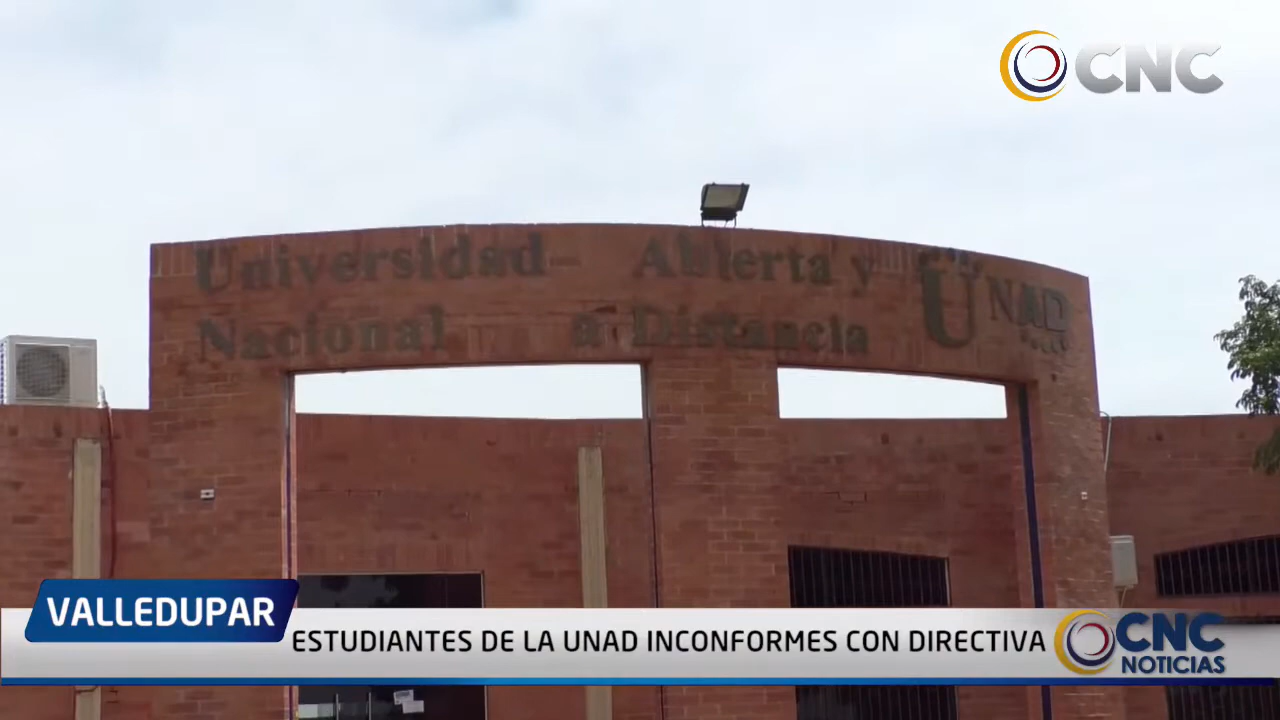 CNC
Universidad Abierta y
Nacional a Distancia
UNAD
VALLEDUPAR
ESTUDIANTES DE LA UNAD INCONFORMES CON DIRECTIVA
CNC
NOTICIAS